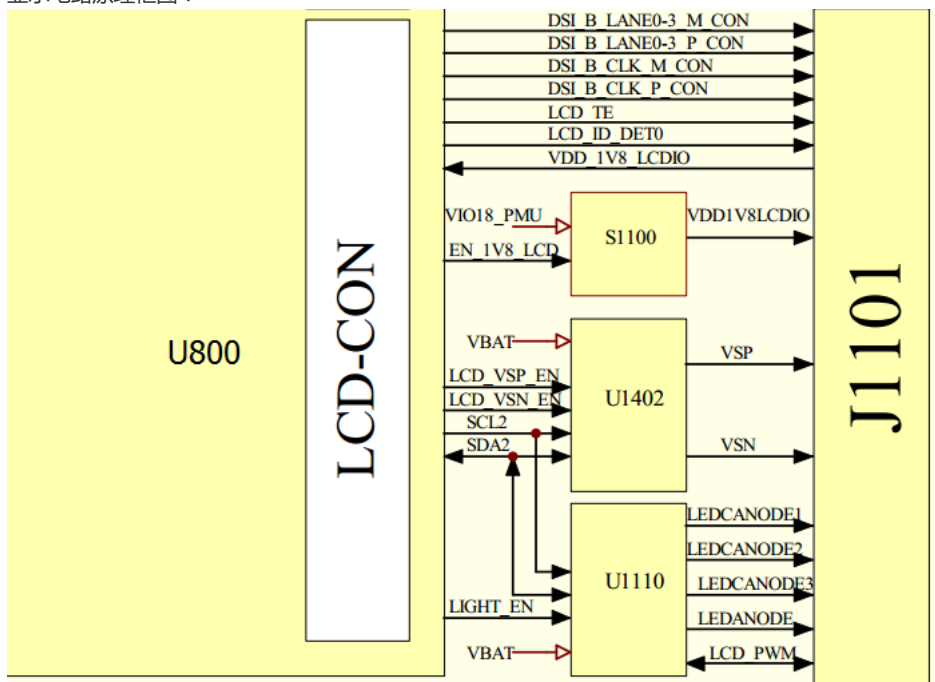 DSI_B_LANE0-3_M_CON
DSI_B_LANE0-3_P_CON
DSI_B_CLK_M_CON
DSI_B_CLK_P_CON
LCD_TE
LCD_ID_DET0
VDD_1V8_LCDIO
VIO18_PMU
EN_1V8_LCD
S1100
VDD1V8LCDIO
U800
LCD-CON
J1101
VBAT
LCD_VSP_EN
LCD_VSN_EN
SCL2
SDA2
U1402
VSP
VSN
LIGHT_EN
VBAT
U1110
LEDCANODE1
LEDCANODE2
LEDCANODE3
LEDANODE
LCD_PWM